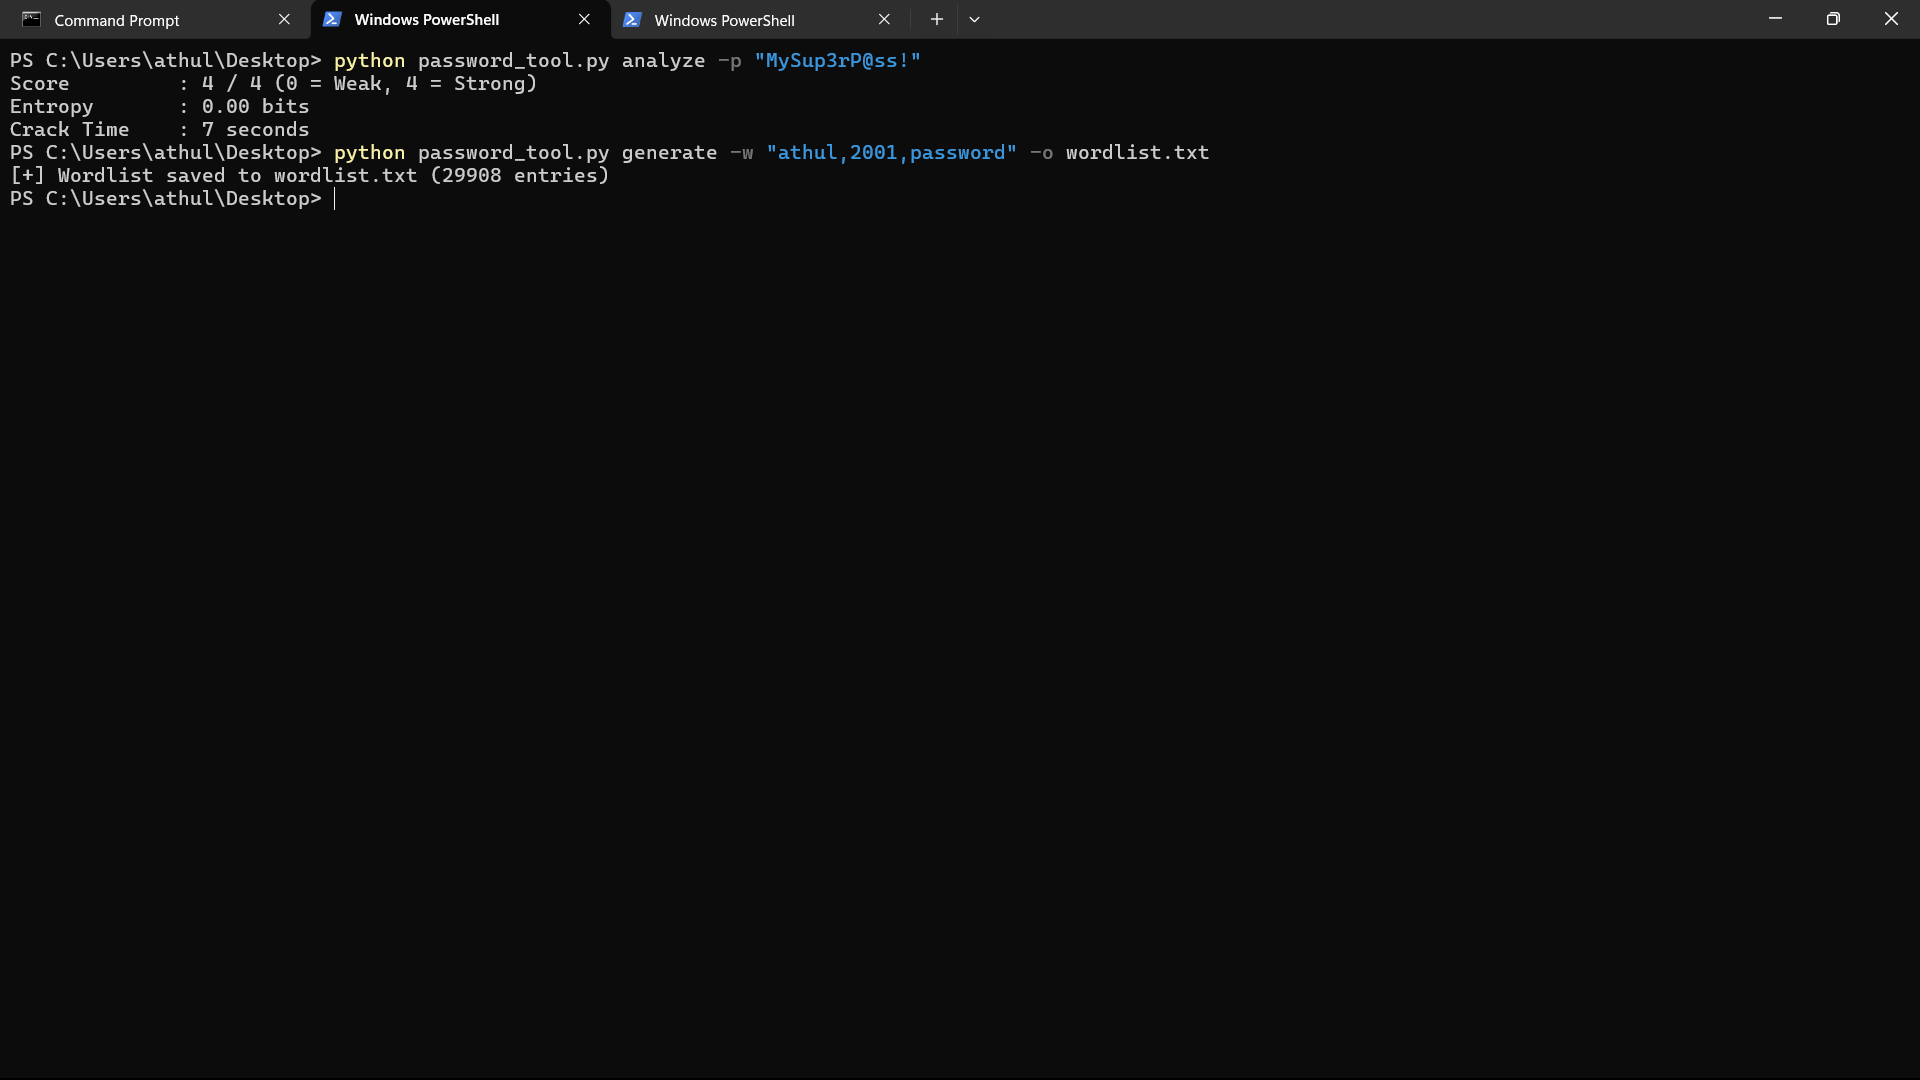 Command Prompt
Windows PowerShell
Windows PowerShell
PS C:\Users\athul\Desktop> python password_tool.py analyze -p "MySup3rP@ss!"
Score         : 4 / 4 (0 = Weak, 4 = Strong)
Entropy       : 0.00 bits
Crack Time    : 7 seconds
PS C:\Users\athul\Desktop> python password_tool.py generate -w "athul,2001,password" -o wordlist.txt
[+] Wordlist saved to wordlist.txt (29908 entries)
PS C:\Users\athul\Desktop>